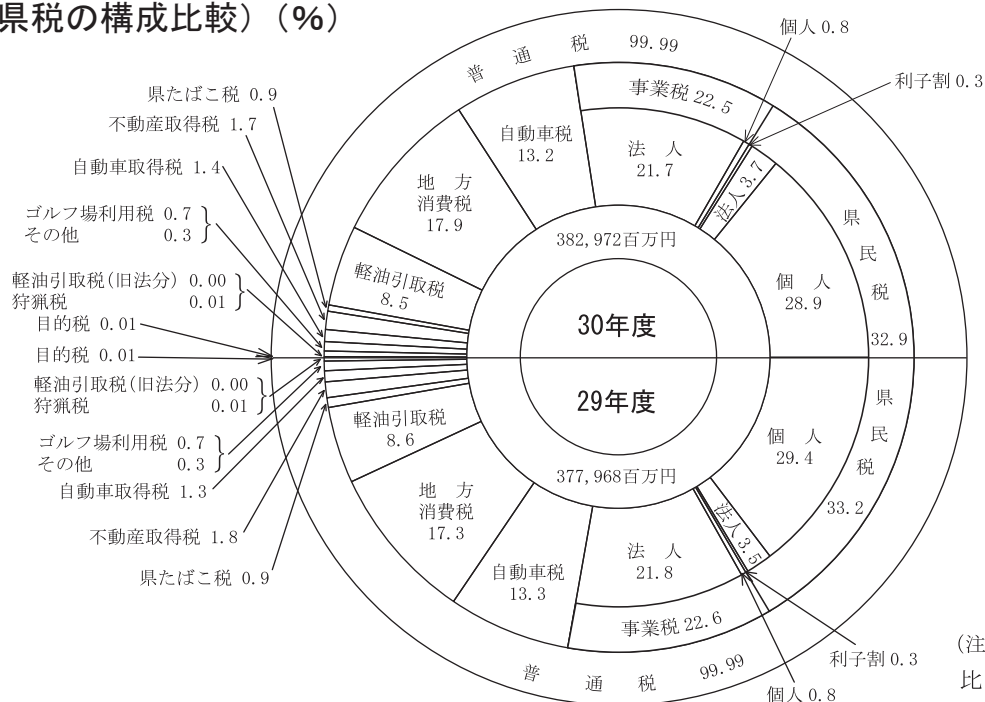 県税の構成比較）（％）
普　通　税　99.99
個人 0.8
利子割 0.3
事業税 22.5
法　人
21.7
法人 3.7
県
民
税
32.9
個　人
28.9
自動車税
13.2
地　方
消費税
17.9
軽油引取税
8.5
県たばこ税 0.9
不動産取得税 1.7
自動車取得税 1.4
ゴルフ場利用税 0.7
その他 0.3
軽油引取税(旧法分) 0.00
狩猟税 0.01
目的税 0.01
382,972百万円
30年度
29年度
377,968百万円
目的税 0.01
軽油引取税(旧法分) 0.00
狩猟税 0.01
ゴルフ場利用税 0.7
その他 0.3
自動車取得税 1.3
不動産取得税 1.8
県たばこ税 0.9
軽油引取税
8.6
地　方
消費税
17.3
自動車税
13.3
法　人
21.8
事業税 22.6
法人 3.5
個　人
29.4
県
民
税
33.2
利子割 0.3
個人 0.8
普　通　税　99.99
（注
比